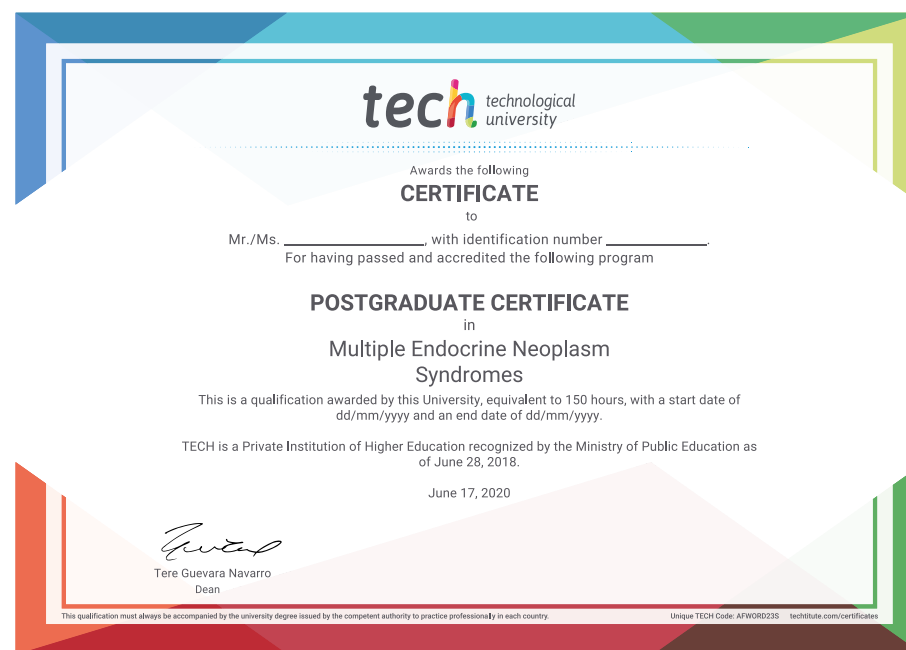 tech technological
university
Awards the following
CERTIFICATE
to
Mr./Ms. ____________, with identification number ____________.
For having passed and accredited the following program
POSTGRADUATE CERTIFICATE
in
Multiple Endocrine Neoplasm
Syndromes
This is a qualification awarded by this University, equivalent to 150 hours, with a start date of
dd/mm/yyyy and an end date of dd/mm/yyyy.
TECH is a Private Institution of Higher Education recognized by the Ministry of Public Education as
of June 28, 2018.
June 17, 2020
Tere Guevara Navarro
Dean
This qualification must always be accompanied by the university degree issued by the competent authority to practice professionally in each country.
Unique TECH Code: AFWORD23S techtitute.com/certificates